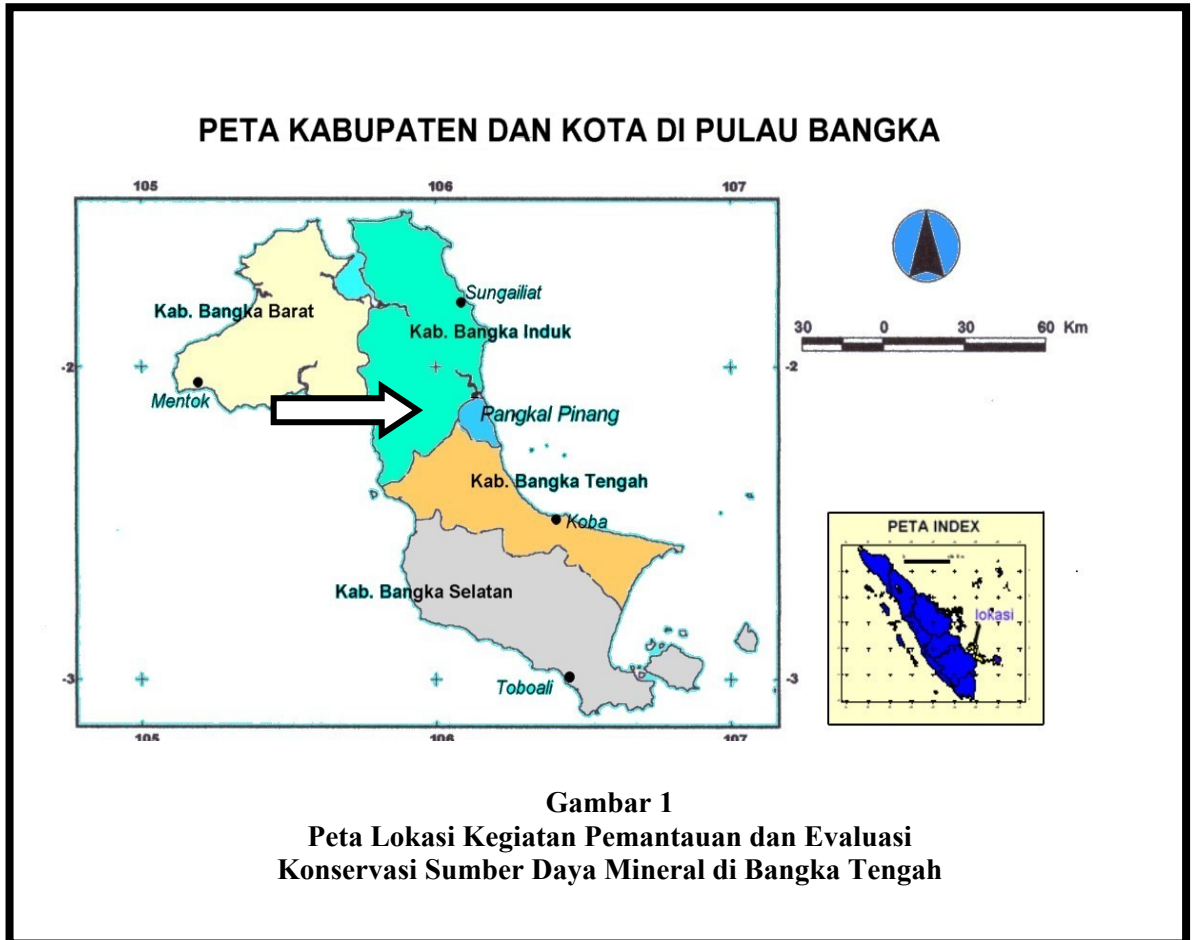 PETA KABUPATEN DAN KOTA DI PULAU BANGKA
105 106 107
Sungailiat
Kab. Bangka Barat
Kab. Bangka Induk
30 0 30 60 Km
-2 -2
Mentok
Pangkal Pinang
Kab. Bangka Tengah
Koba
PETA INDEX
lokasi
Kab. Bangka Selatan
Toboali
-3 -3
105 106 107
Gambar 1
Peta Lokasi Kegiatan Pemantauan dan Evaluasi
Konservasi Sumber Daya Mineral di Bangka Tengah